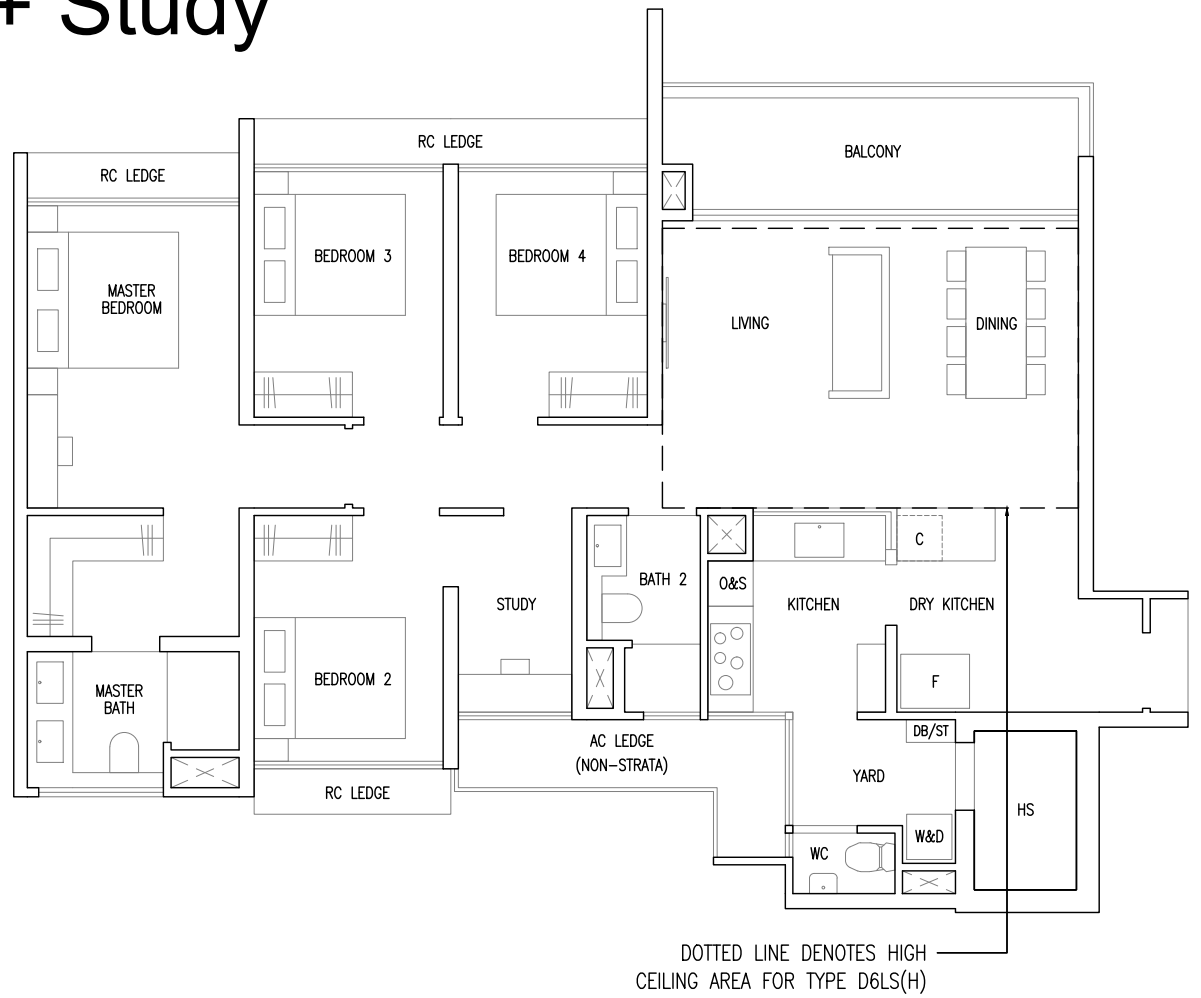 + Study
RC LEDGE
RC LEDGE
BALCONY
MASTER
BEDROOM
BEDROOM 3
BEDROOM 4
LIVING
DINING
C
O&S
BATH 2
KITCHEN
DRY KITCHEN
STUDY
F
MASTER
BATH
BEDROOM 2
DB/ST
AC LEDGE
(NON-STRATA)
YARD
RC LEDGE
HS
W&D
WC
DOTTED LINE DENOTES HIGH
CEILING AREA FOR TYPE D6LS(H)